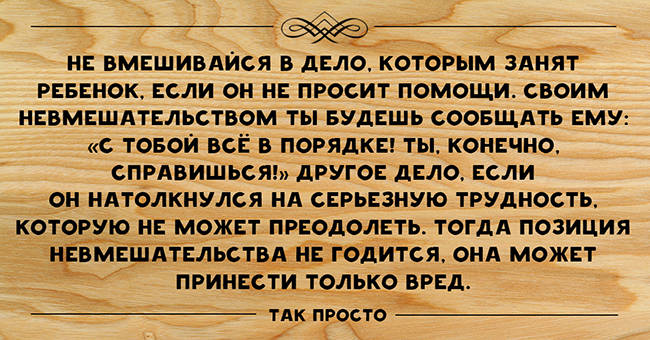 НЕ ВМЕШИВАЙСЯ В ДЕЛО, КОТОРЫМ ЗАНЯТ
РЕБЕНОК, ЕСЛИ ОН НЕ ПРОСИТ ПОМОЩИ. СВОИМ
НЕВМЕШАТЕЛЬСТВОМ ТЫ БУДЕШЬ СООБЩАТЬ ЕМУ:
«С ТОБОЙ ВСЁ В ПОРЯДКЕ! ТЫ, КОНЕЧНО,
СПРАВИШЬСЯ!» ДРУГОЕ ДЕЛО, ЕСЛИ
ОН НАТОЛКНУЛСЯ НА СЕРЬЕЗНУЮ ТРУДНОСТЬ,
КОТОРУЮ НЕ МОЖЕТ ПРЕОДОЛЕТЬ. ТОГДА ПОЗИЦИЯ
НЕВМЕШАТЕЛЬСТВА НЕ ГОДИТСЯ, ОНА МОЖЕТ
ПРИНЕСТИ ТОЛЬКО ВРЕД.
ТАК ПРОСТО